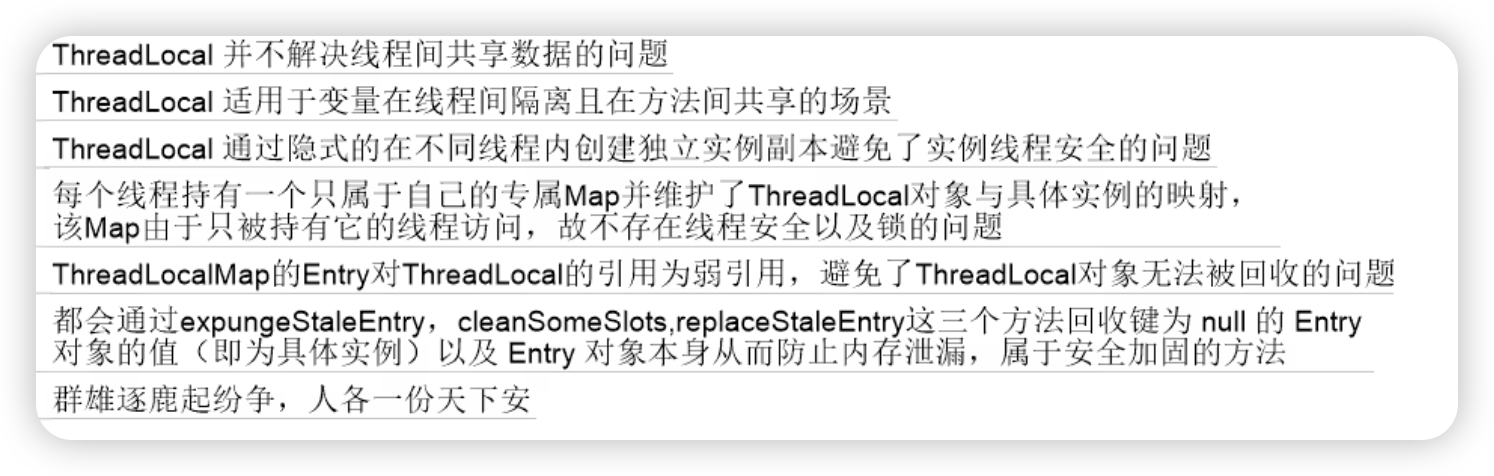 ThreadLocal 并不解决线程间共享数据的问题
ThreadLocal 适用于变量在线程间隔离且在方法间共享的场景
ThreadLocal 通过隐式的在不同线程内创建独立实例副本避免了实例线程安全的问题
每个线程持有一个只属于自己的专属Map并维护了ThreadLocal对象与具体实例的映射，
该Map由于只被持有它的线程访问，故不存在线程安全以及锁的问题
ThreadLocalMap的Entry对ThreadLocal的引用为弱引用，避免了ThreadLocal对象无法被回收的问题
都会通过expungeStaleEntry，cleanSomeSlots,replaceStaleEntry这三个方法回收键为 null 的 Entry
对象的值（即为具体实例）以及 Entry 对象本身从而防止内存泄漏，属于安全加固的方法
群雄逐鹿起纷争，人各一份天下安